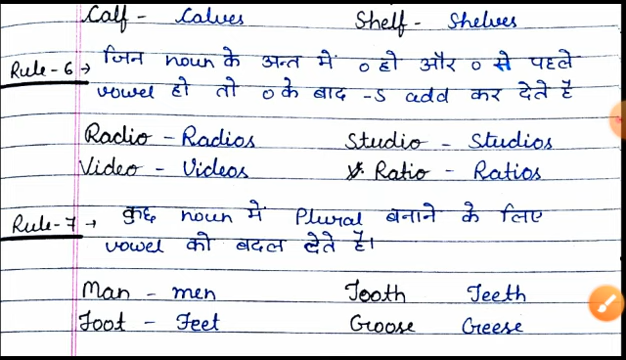 Calf - Calves Shelf - Shelves
Rule-6 → जिन noun के अन्त में o हो और o से पहले
vowel हो तो o के बाद -s add कर देते हैं
Radio - Radios Studio - Studios
Video - Videos Ratio - Ratios
Rule-7 → कुछ noun में Plural बनाने के लिए
vowel को बदल देते है।
Man - men Tooth Teeth
Foot - Feet Goose Geese